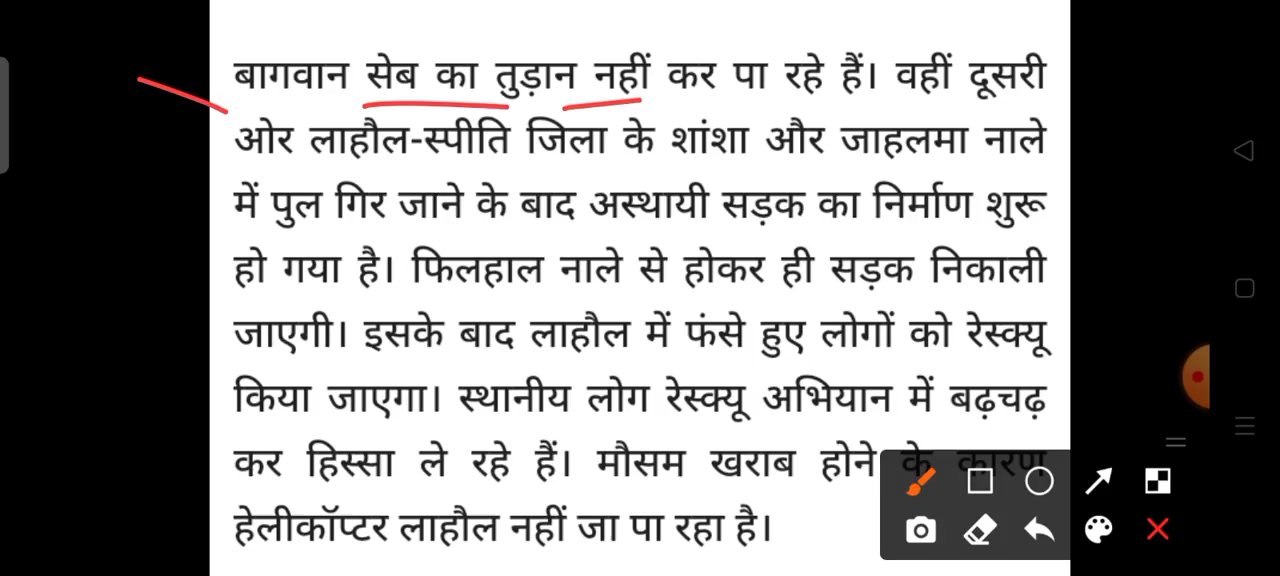 बागवान सेब का तुड़ान नहीं कर पा रहे हैं। वहीं दूसरी
ओर लाहौल-स्पीति जिला के शांशा और जाहलमा नाले
में पुल गिर जाने के बाद अस्थायी सड़क का निर्माण शुरू
हो गया है। फिलहाल नाले से होकर ही सड़क निकाली
जाएगी। इसके बाद लाहौल में फंसे हुए लोगों को रेस्क्यू
किया जाएगा। स्थानीय लोग रेस्क्यू अभियान में बढ़चढ़
कर हिस्सा ले रहे हैं। मौसम खराब होने के कारण
हेलीकॉप्टर लाहौल नहीं जा पा रहा है।